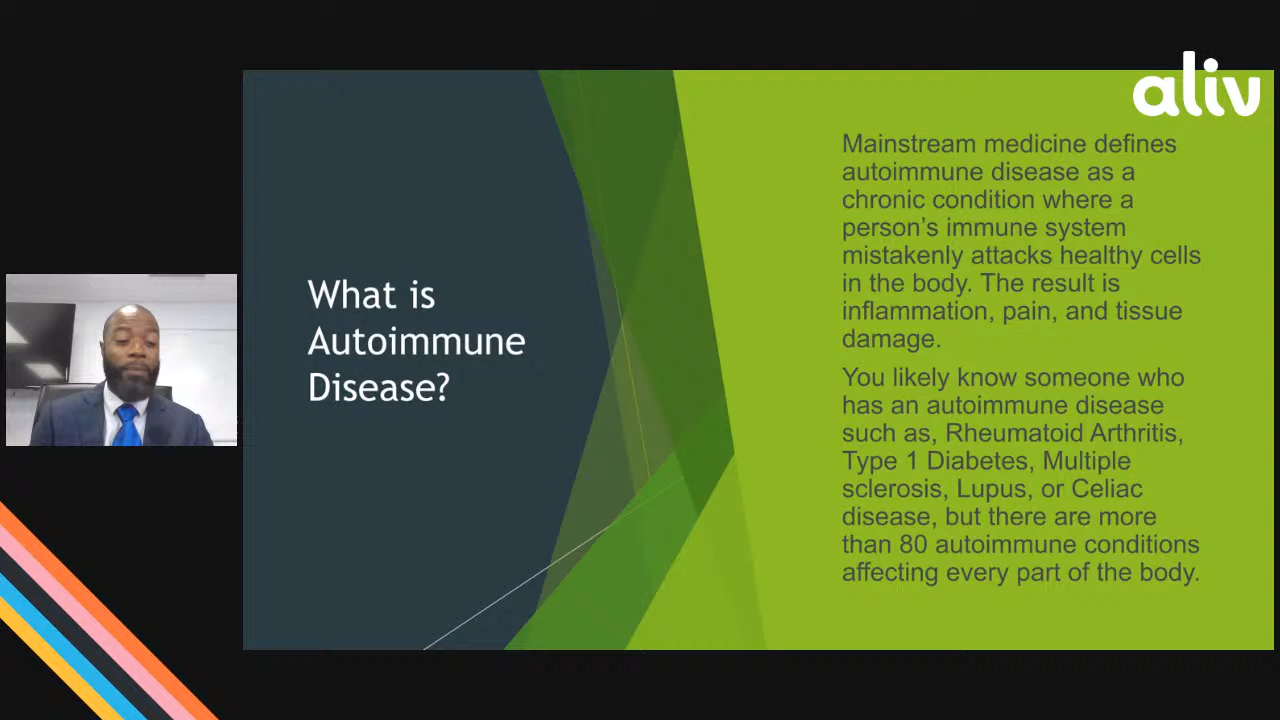 aliv
What is
Autoimmune
Disease?
Mainstream medicine defines
autoimmune disease as a
chronic condition where a
person’s immune system
mistakenly attacks healthy cells
in the body. The result is
inflammation, pain, and tissue
damage.
You likely know someone who
has an autoimmune disease
such as, Rheumatoid Arthritis,
Type 1 Diabetes, Multiple
sclerosis, Lupus, or Celiac
disease, but there are more
than 80 autoimmune conditions
affecting every part of the body.